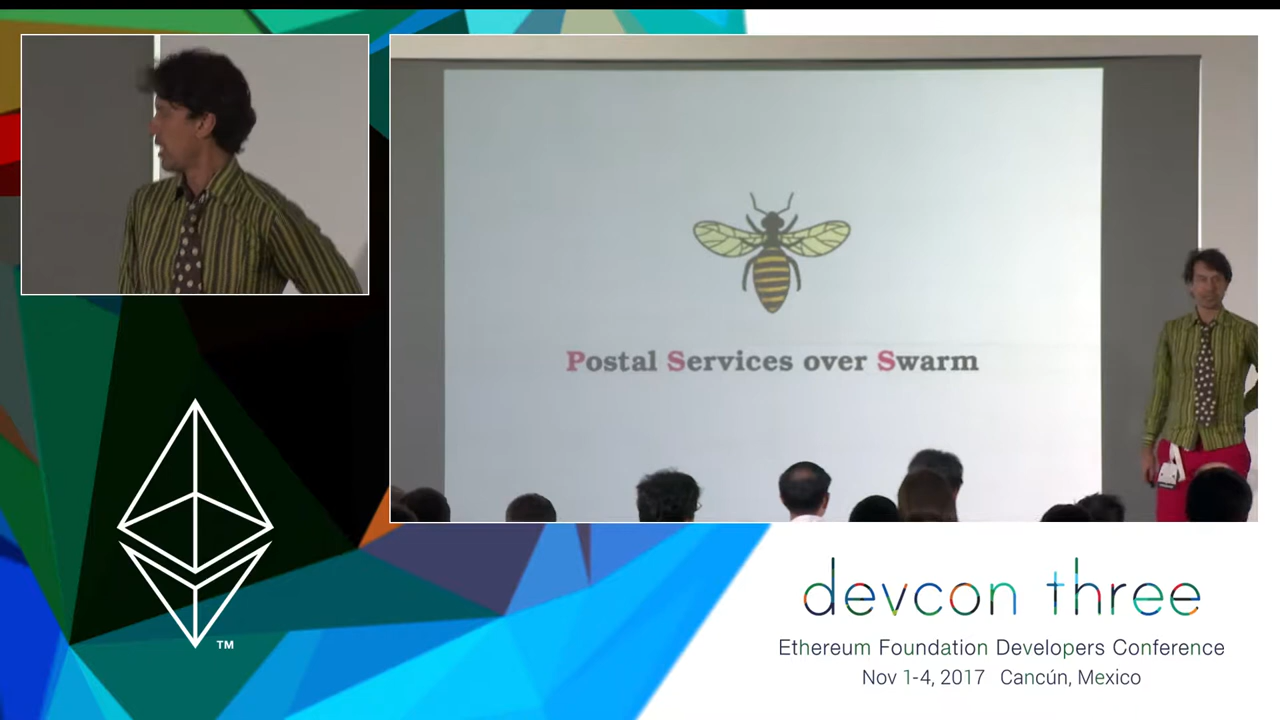 Postal Services over Swarm
TM
devcon three
Ethereum Foundation Developers Conference
Nov 1-4, 2017 Cancún, Mexico